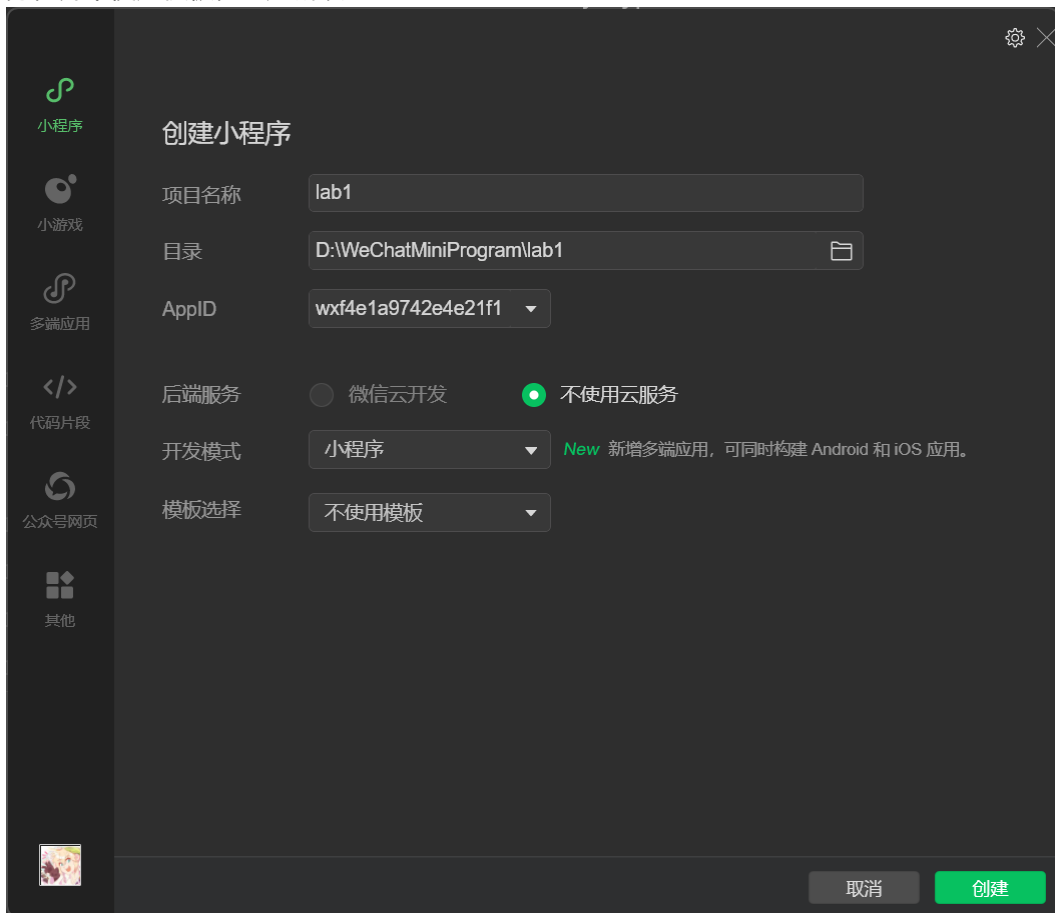 小程序
小游戏
多端应用
代码片段
公众号网页
其他
创建小程序
项目名称 lab1
目录 D:\WeChatMiniProgram\lab1
AppID wxf4e1a9742e4e21f1
后端服务 微信云开发 不使用云服务
开发模式 小程序 New 新增多端应用，可同时构建 Android 和 iOS 应用。
模板选择 不使用模板
取消 创建